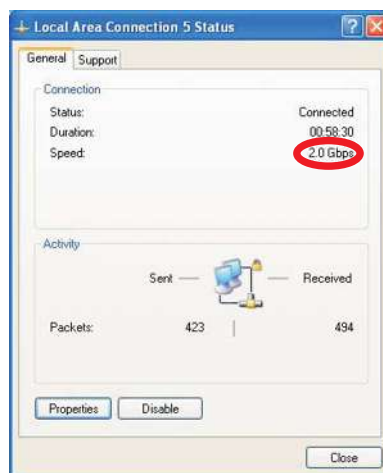 Local Area Connection 5 Status
General Support
Connection
Status: Connected
Duration: 00:58:30
Speed: 2.0 Gbps
Activity
Sent Received
Packets: 423 494
Properties Disable
Close